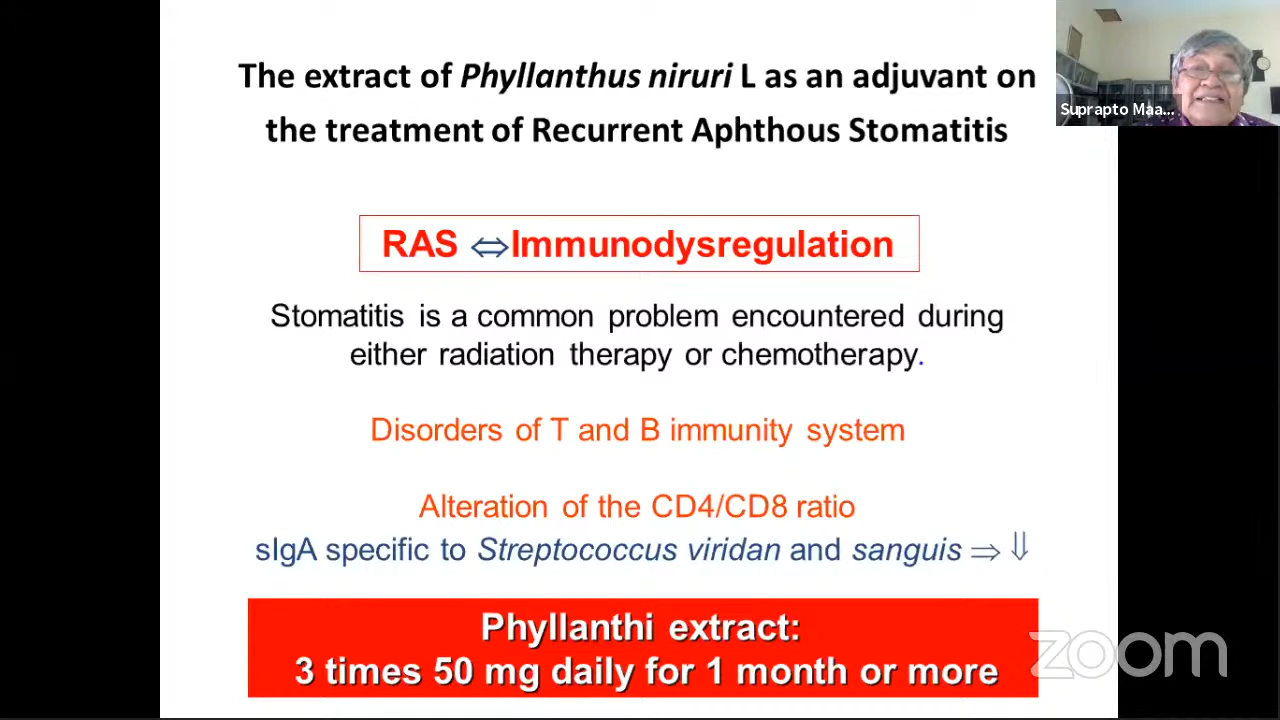 The extract of Phyllanthus niruri L as an adjuvant on
the treatment of Recurrent Aphthous Stomatitis
Suprapto Maa...
RAS ⇔Immunodysregulation
Stomatitis is a common problem encountered during
either radiation therapy or chemotherapy.
Disorders of T and B immunity system
Alteration of the CD4/CD8 ratio
sIgA specific to Streptococcus viridan and sanguis ⇒ ⇓
Phyllanthi extract:
3 times 50 mg daily for 1 month or more
zoom